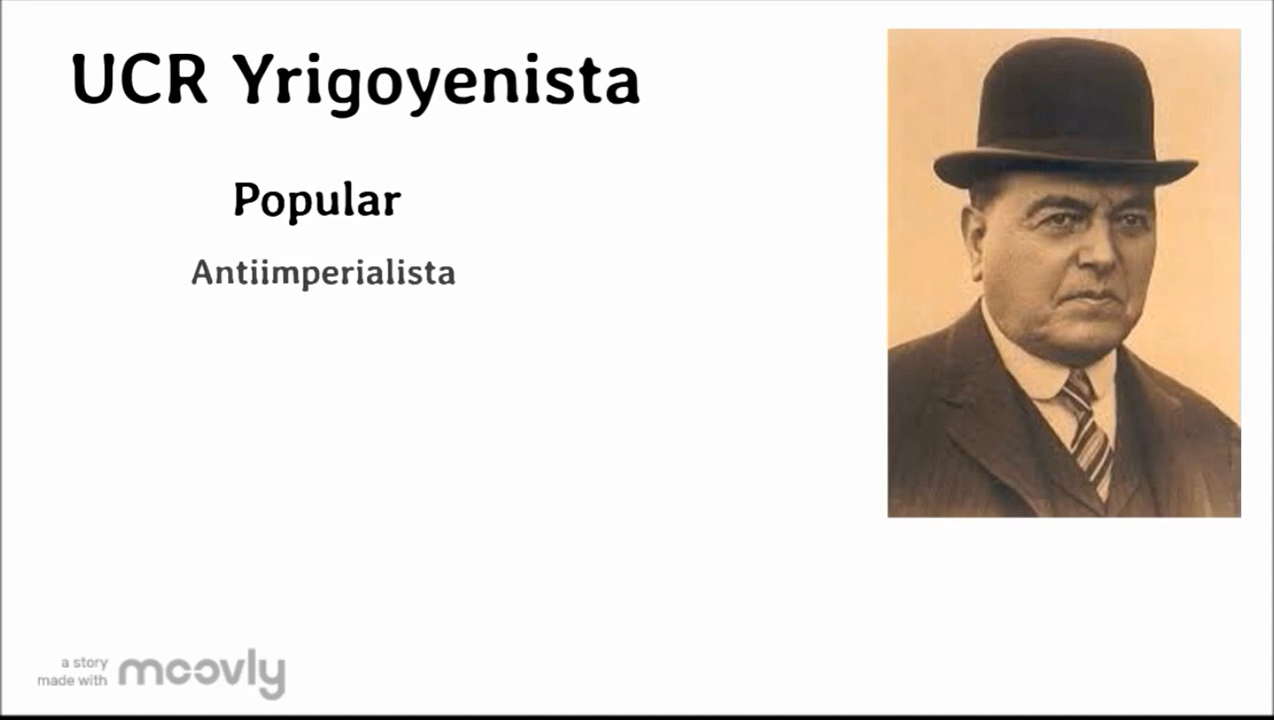 UCR Yrigoyenista
Popular
Antiimperialista
a story
made with moovly